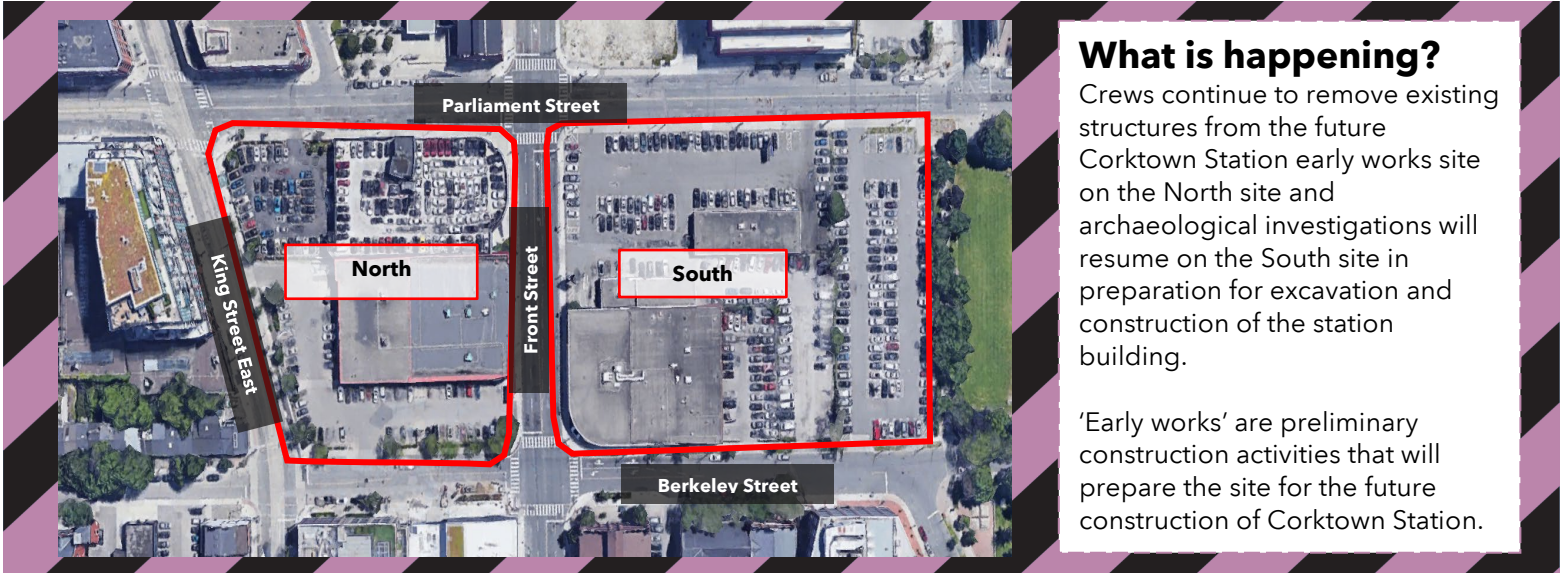 Parliament Street
King Street East
North
Front Street
South
Berkeley Street
What is happening?
Crews continue to remove existing
structures from the future
Corktown Station early works site
on the North site and
archaeological investigations will
resume on the South site in
preparation for excavation and
construction of the station
building.
‘Early works’ are preliminary
construction activities that will
prepare the site for the future
construction of Corktown Station.